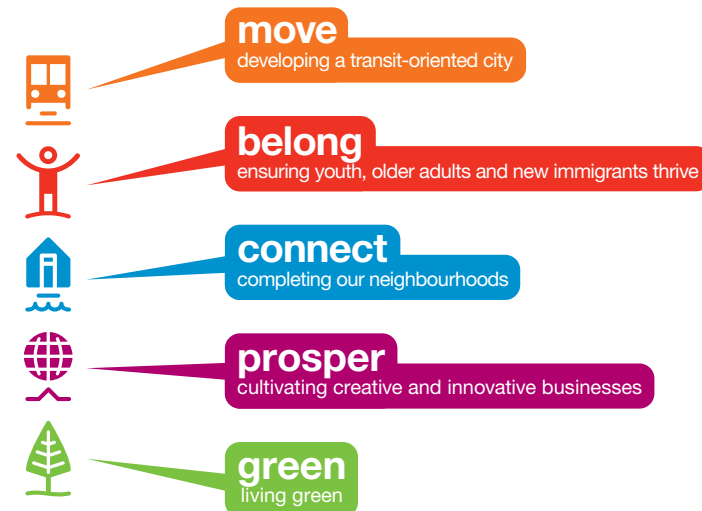 move
developing a transit-oriented city
belong
ensuring youth, older adults and new immigrants thrive
connect
completing our neighbourhoods
prosper
cultivating creative and innovative businesses
green
living green